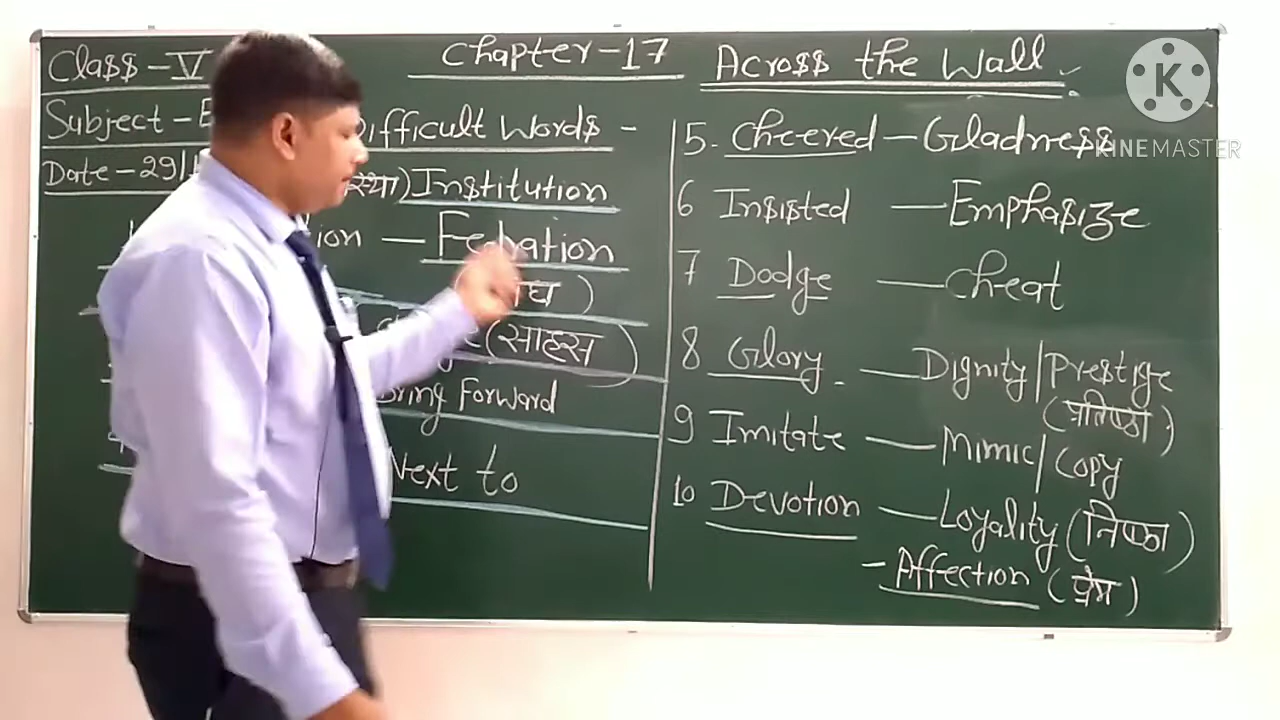 Class - V
Chapter - 17 Across the Wall
Subject - E
Difficult Words -
Date - 29/
Institution
ion — Fedration
साहस)
Bring Forward
Next to
5. Cheered — Gladness
6 Insisted — Emphasize
7 Dodge — Cheat
8 Glory — Dignity/Prestige
(प्रतिष्ठा)
9 Imitate — Mimic/Copy
10 Devotion — Loyality (निष्ठा)
- Affection (प्रेम)
K
KINEMASTER